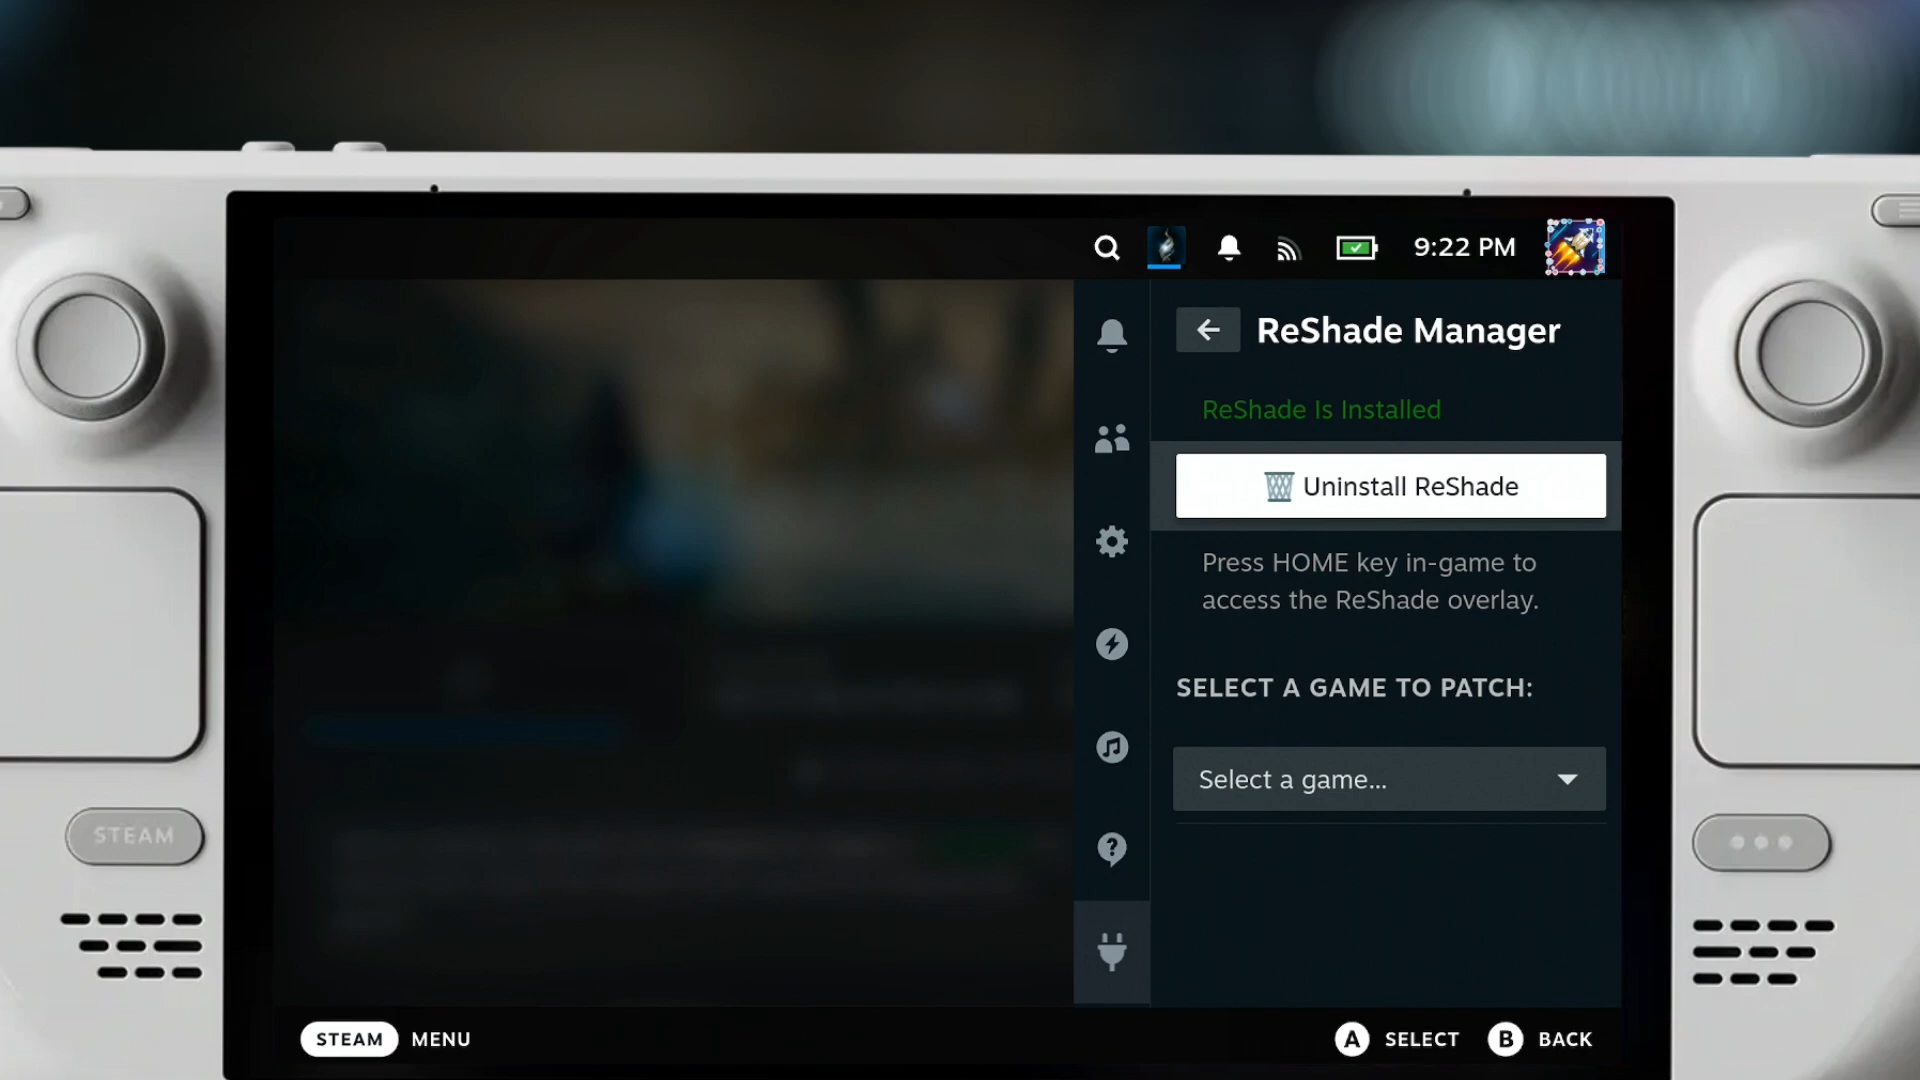 9:22 PM
ReShade Manager
ReShade Is Installed
Uninstall ReShade
Press HOME key in-game to
access the ReShade overlay.
SELECT A GAME TO PATCH:
Select a game...
STEAM
STEAM MENU
A SELECT B BACK